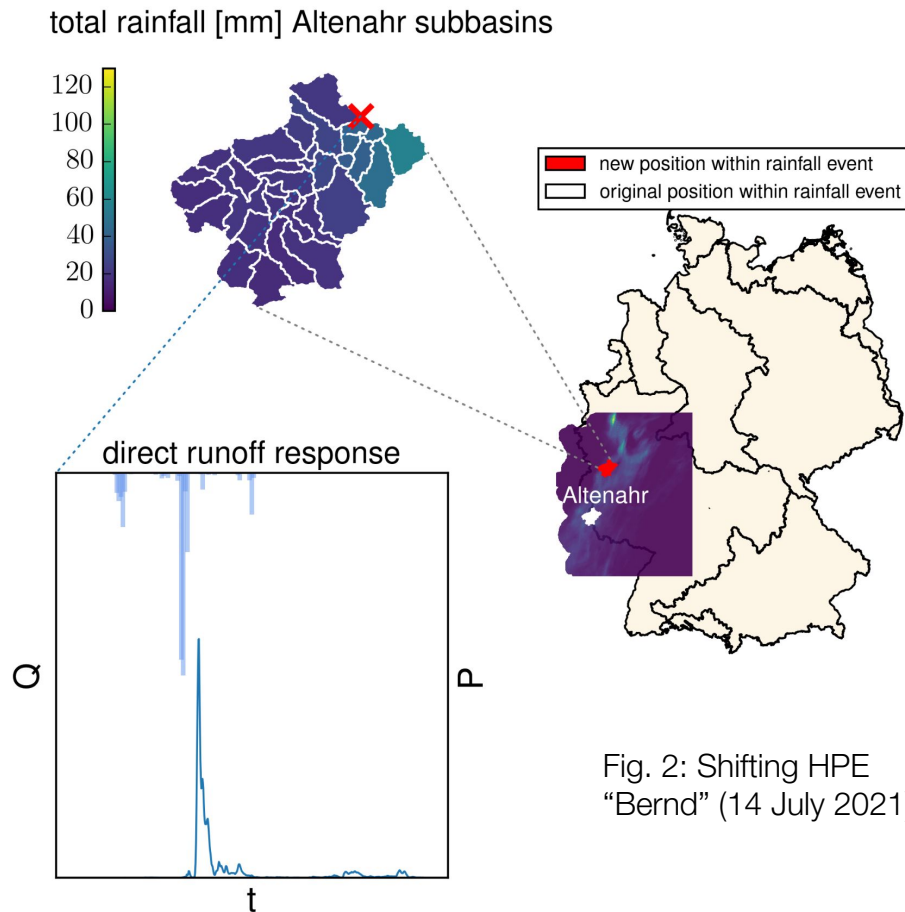 total rainfall [mm] Altenahr subbasins
120
100
80
60
40
20
0
new position within rainfall event
original position within rainfall event
Altenahr
direct runoff response
Q
P
t
Fig. 2: Shifting HPE
“Bernd” (14 July 2021